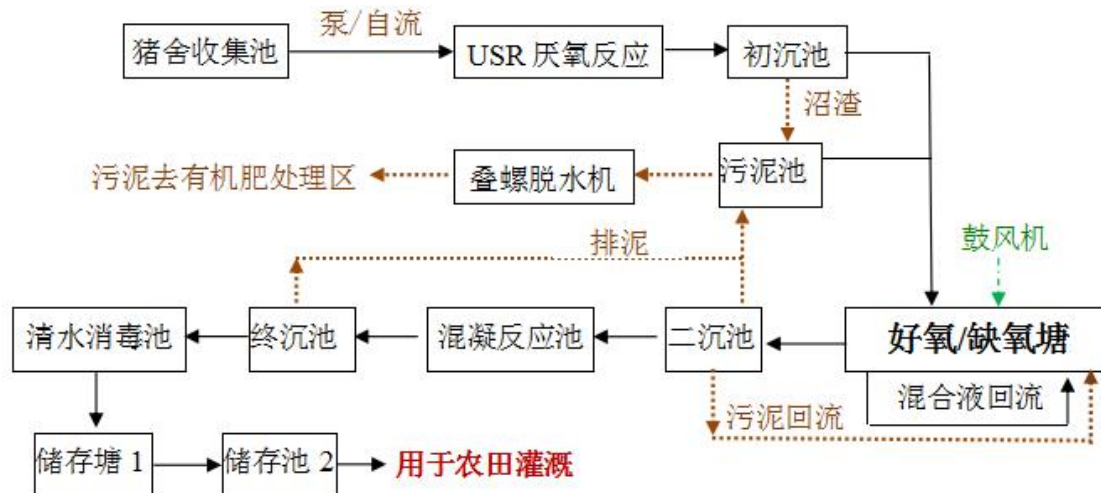 泵/自流
猪舍收集池
USR 厌氧反应
初沉池
沼渣
污泥去有机肥处理区
叠螺脱水机
污泥池
排泥
鼓风机
清水消毒池
终沉池
混凝反应池
二沉池
好氧/缺氧塘
混合液回流
污泥回流
储存塘 1
储存池 2
用于农田灌溉